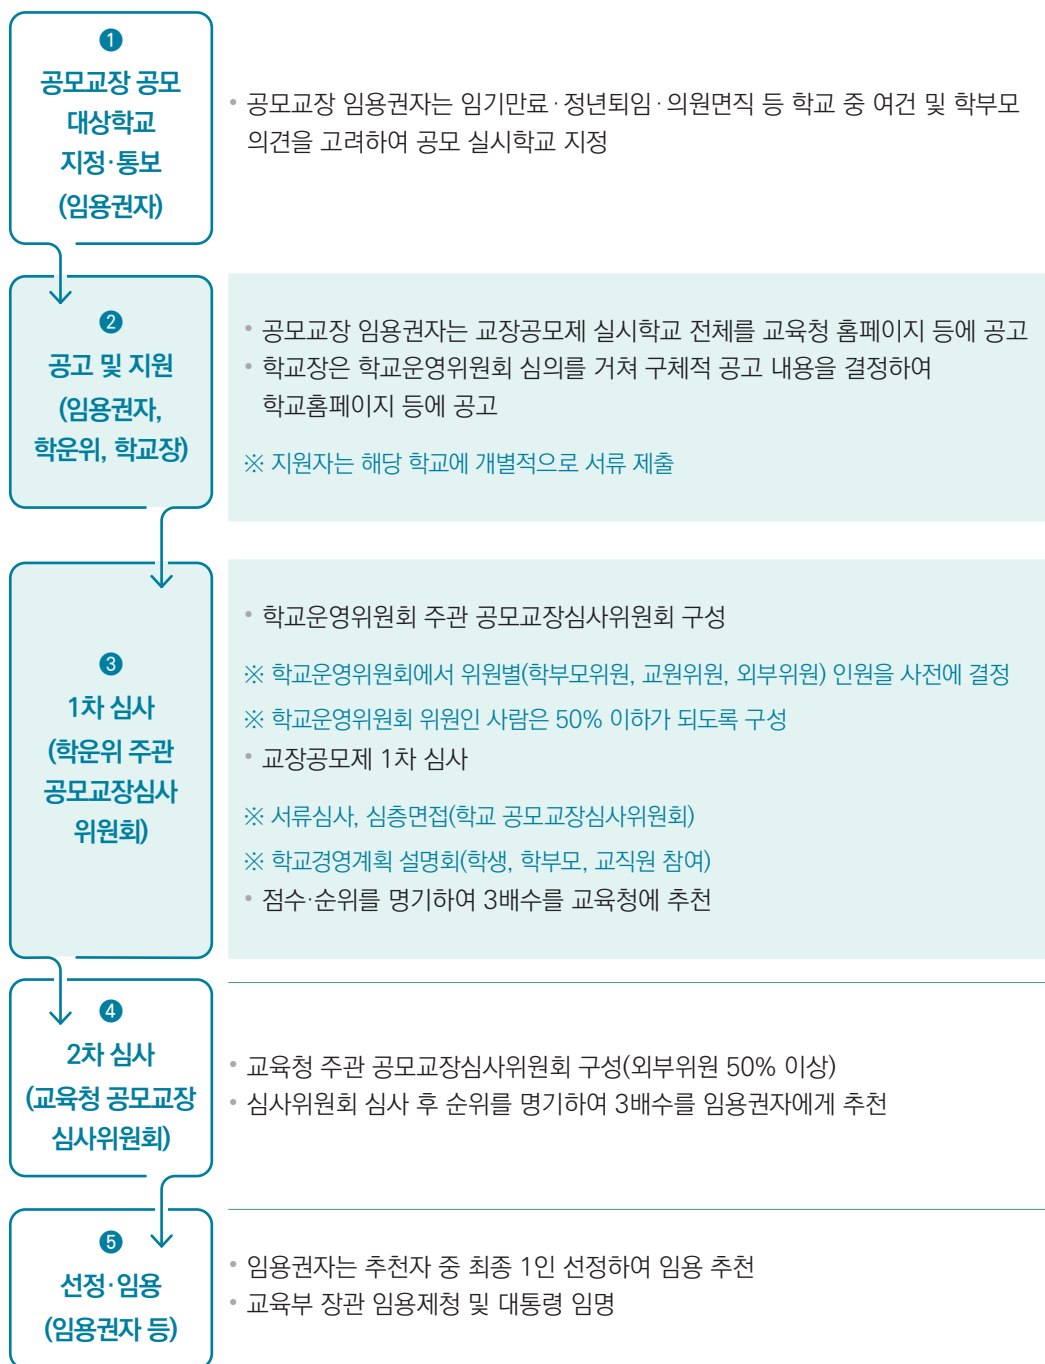 ❶
공모교장 공모
대상학교
지정·통보
(임용권자)
• 공모교장 임용권자는 임기만료·정년퇴임·의원면직 등 학교 중 여건 및 학부모
의견을 고려하여 공모 실시학교 지정
❷
공고 및 지원
(임용권자,
학운위, 학교장)
• 공모교장 임용권자는 교장공모제 실시학교 전체를 교육청 홈페이지 등에 공고
• 학교장은 학교운영위원회 심의를 거쳐 구체적 공고 내용을 결정하여
학교홈페이지 등에 공고
※ 지원자는 해당 학교에 개별적으로 서류 제출
❸
1차 심사
(학운위 주관
공모교장심사
위원회)
• 학교운영위원회 주관 공모교장심사위원회 구성
※ 학교운영위원회에서 위원별(학부모위원, 교원위원, 외부위원) 인원을 사전에 결정
※ 학교운영위원회 위원인 사람은 50% 이하가 되도록 구성
• 교장공모제 1차 심사
※ 서류심사, 심층면접(학교 공모교장심사위원회)
※ 학교경영계획 설명회(학생, 학부모, 교직원 참여)
• 점수·순위를 명기하여 3배수를 교육청에 추천
❹
2차 심사
(교육청 공모교장
심사위원회)
• 교육청 주관 공모교장심사위원회 구성(외부위원 50% 이상)
• 심사위원회 심사 후 순위를 명기하여 3배수를 임용권자에게 추천
❺
선정·임용
(임용권자 등)
• 임용권자는 추천자 중 최종 1인 선정하여 임용 추천
• 교육부 장관 임용제청 및 대통령 임명